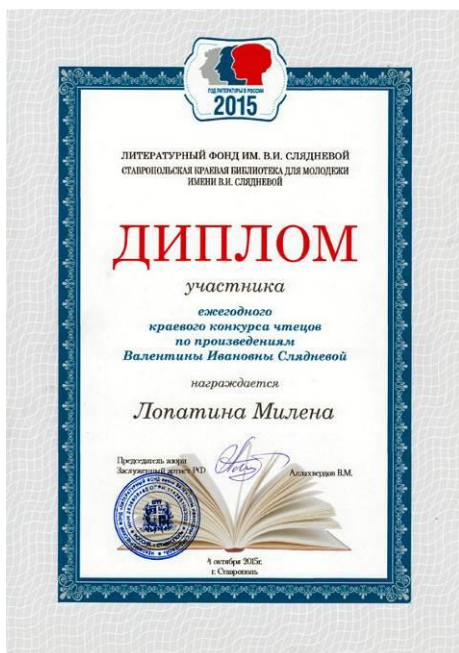 ГОД ЛИТЕРАТУРЫ В РОССИИ
2015
ЛИТЕРАТУРНЫЙ ФОНД ИМ. В.И. СЛЯДНЕВОЙ
СТАВРОПОЛЬСКАЯ КРАЕВАЯ БИБЛИОТЕКА ДЛЯ МОЛОДЕЖИ
ИМЕНИ В.И. СЛЯДНЕВОЙ
ДИПЛОМ
участника
ежегодного
краевого конкурса чтецов
по произведениям
Валентины Ивановны Слядневой
награждается
Лопатина Милена
Председатель жюри
Заслуженный артист РФ
Аллахвердов В.М.
4 октября 2015г.
г. Ставрополь